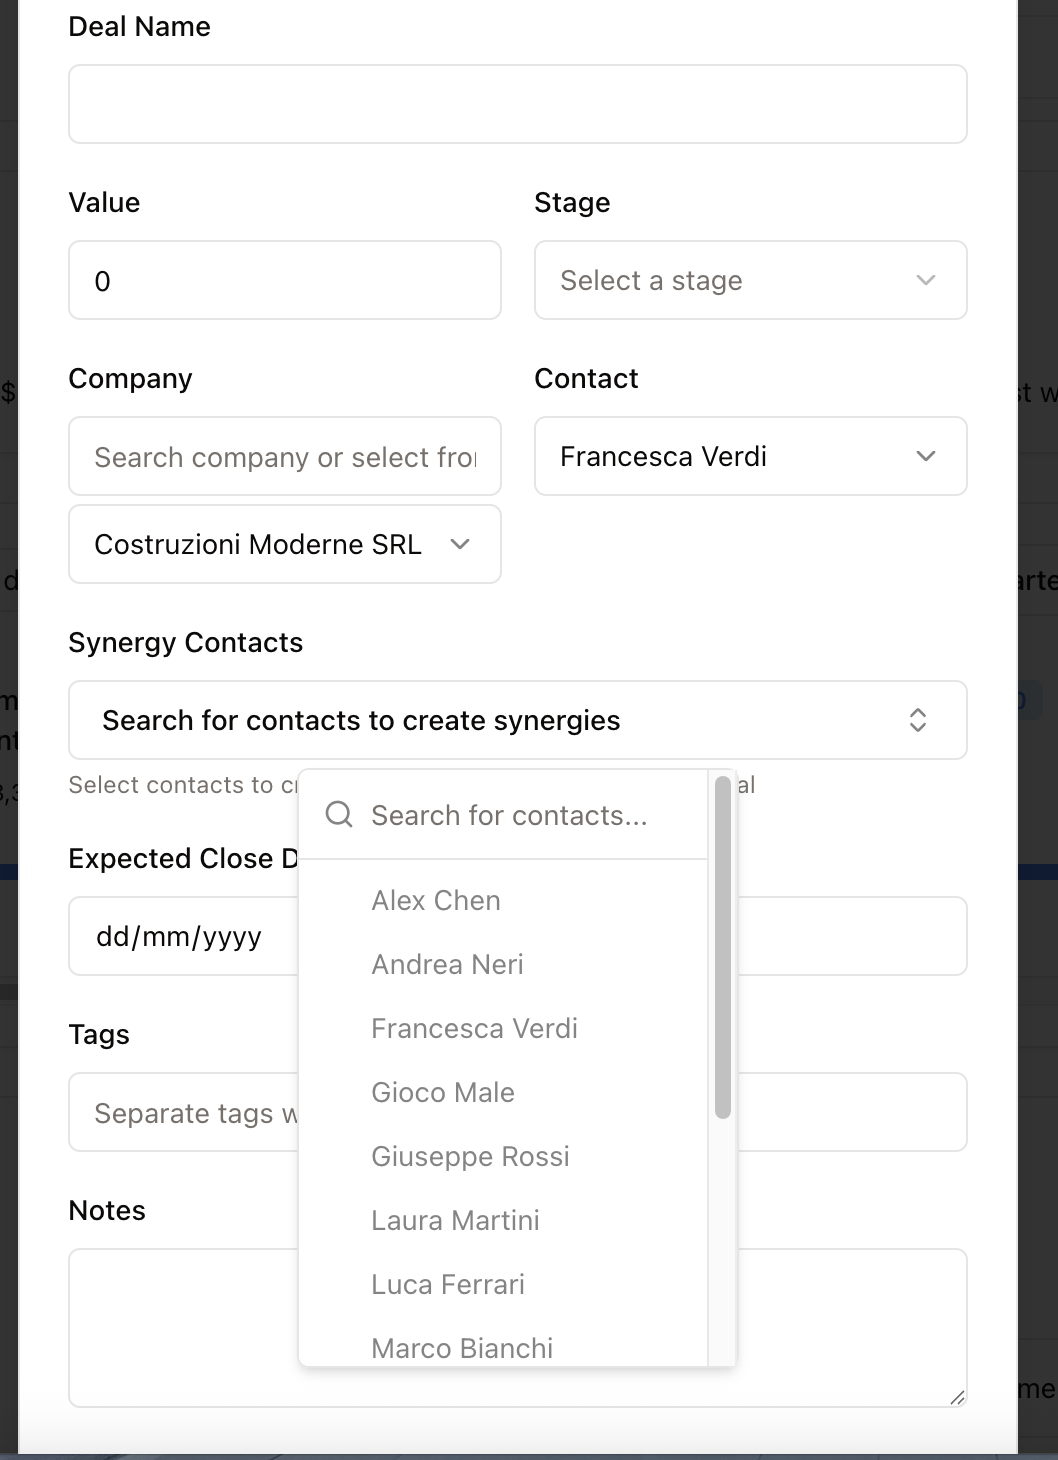 Deal Name
Value
Stage
0
Select a stage
Company
Contact
Search company or select fro
Francesca Verdi
Costruzioni Moderne SRL
Synergy Contacts
Search for contacts to create synergies
Select contacts to c
al
Search for contacts...
Expected Close D
Alex Chen
dd/mm/yyyy
Andrea Neri
Francesca Verdi
Tags
Gioco Male
Separate tags w
Giuseppe Rossi
Notes
Laura Martini
Luca Ferrari
Marco Bianchi